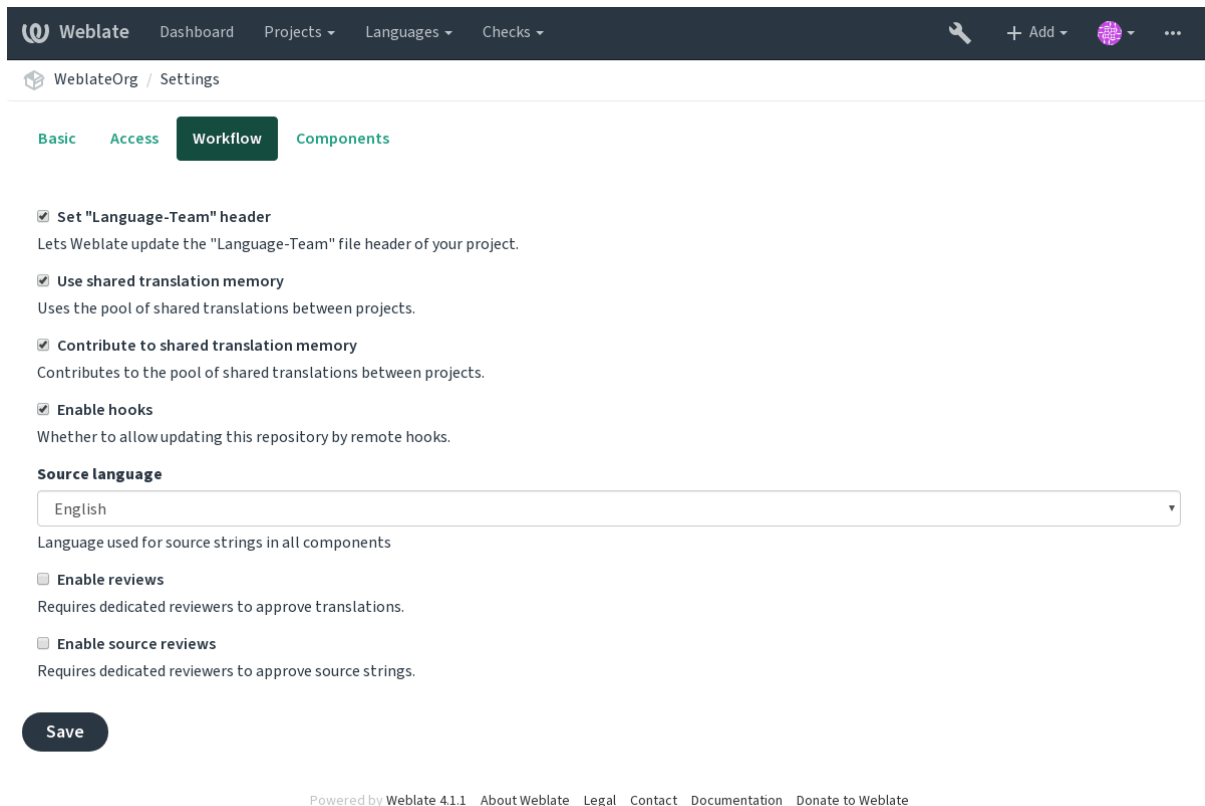 Weblate Dashboard Projects Languages Checks + Add ...
WeblateOrg / Settings
Basic Access Workflow Components
Set "Language-Team" header
Lets Weblate update the "Language-Team" file header of your project.
Use shared translation memory
Uses the pool of shared translations between projects.
Contribute to shared translation memory
Contributes to the pool of shared translations between projects.
Enable hooks
Whether to allow updating this repository by remote hooks.
Source language
English
Language used for source strings in all components
Enable reviews
Requires dedicated reviewers to approve translations.
Enable source reviews
Requires dedicated reviewers to approve source strings.
Save
Powered by Weblate 4.1.1 About Weblate Legal Contact Documentation Donate to Weblate